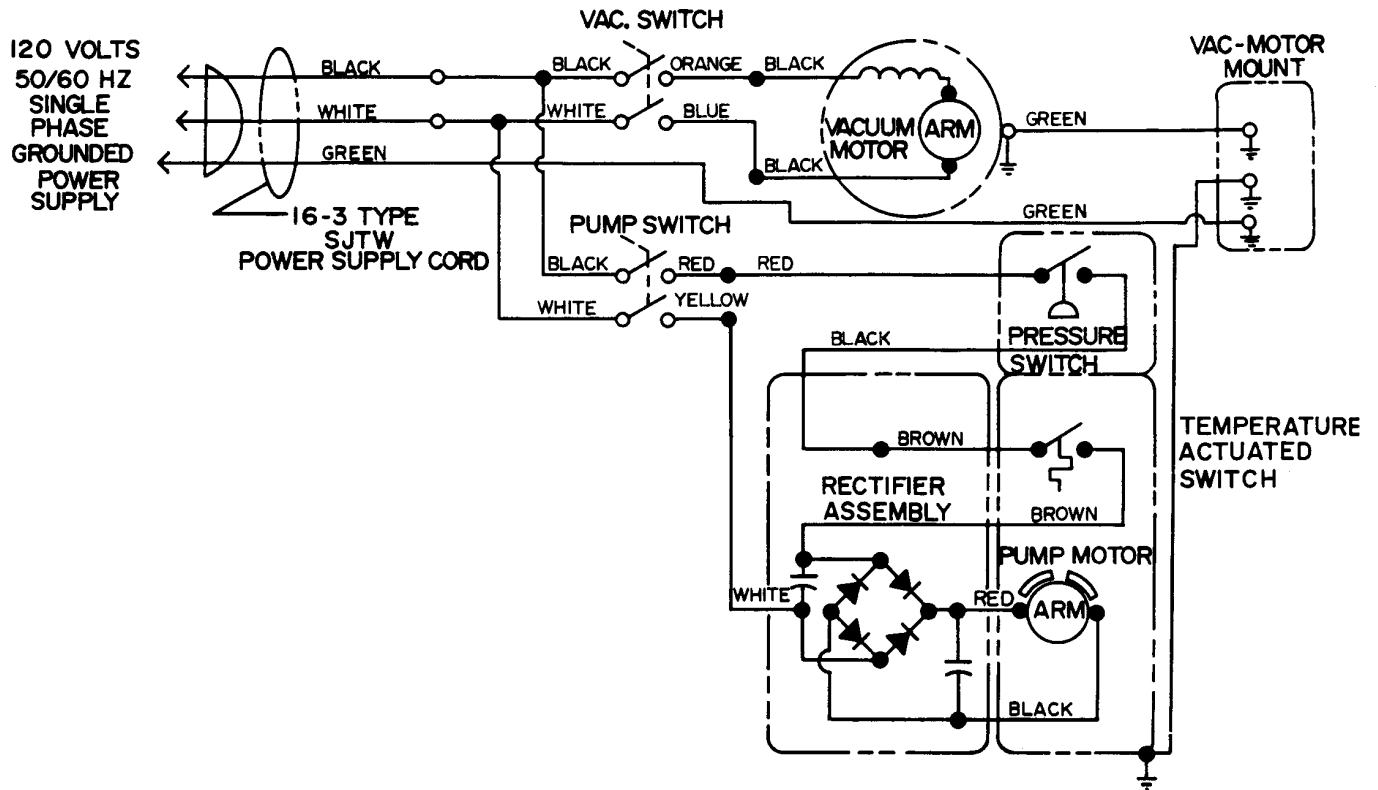 VAC. SWITCH
120 VOLTS
50/60 HZ
SINGLE
PHASE
GROUNDED
POWER
SUPPLY
BLACK
BLACK
ORANGE
BLACK
VAC-MOTOR
MOUNT
WHITE
WHITE
BLUE
VACUUM
MOTOR
ARM
GREEN
GREEN
BLACK
16-3 TYPE
SJTW
POWER SUPPLY CORD
PUMP SWITCH
GREEN
BLACK
RED
RED
WHITE
YELLOW
BLACK
PRESSURE
SWITCH
BROWN
TEMPERATURE
ACTUATED
SWITCH
RECTIFIER
ASSEMBLY
BROWN
PUMP MOTOR
WHITE
RED
ARM
BLACK